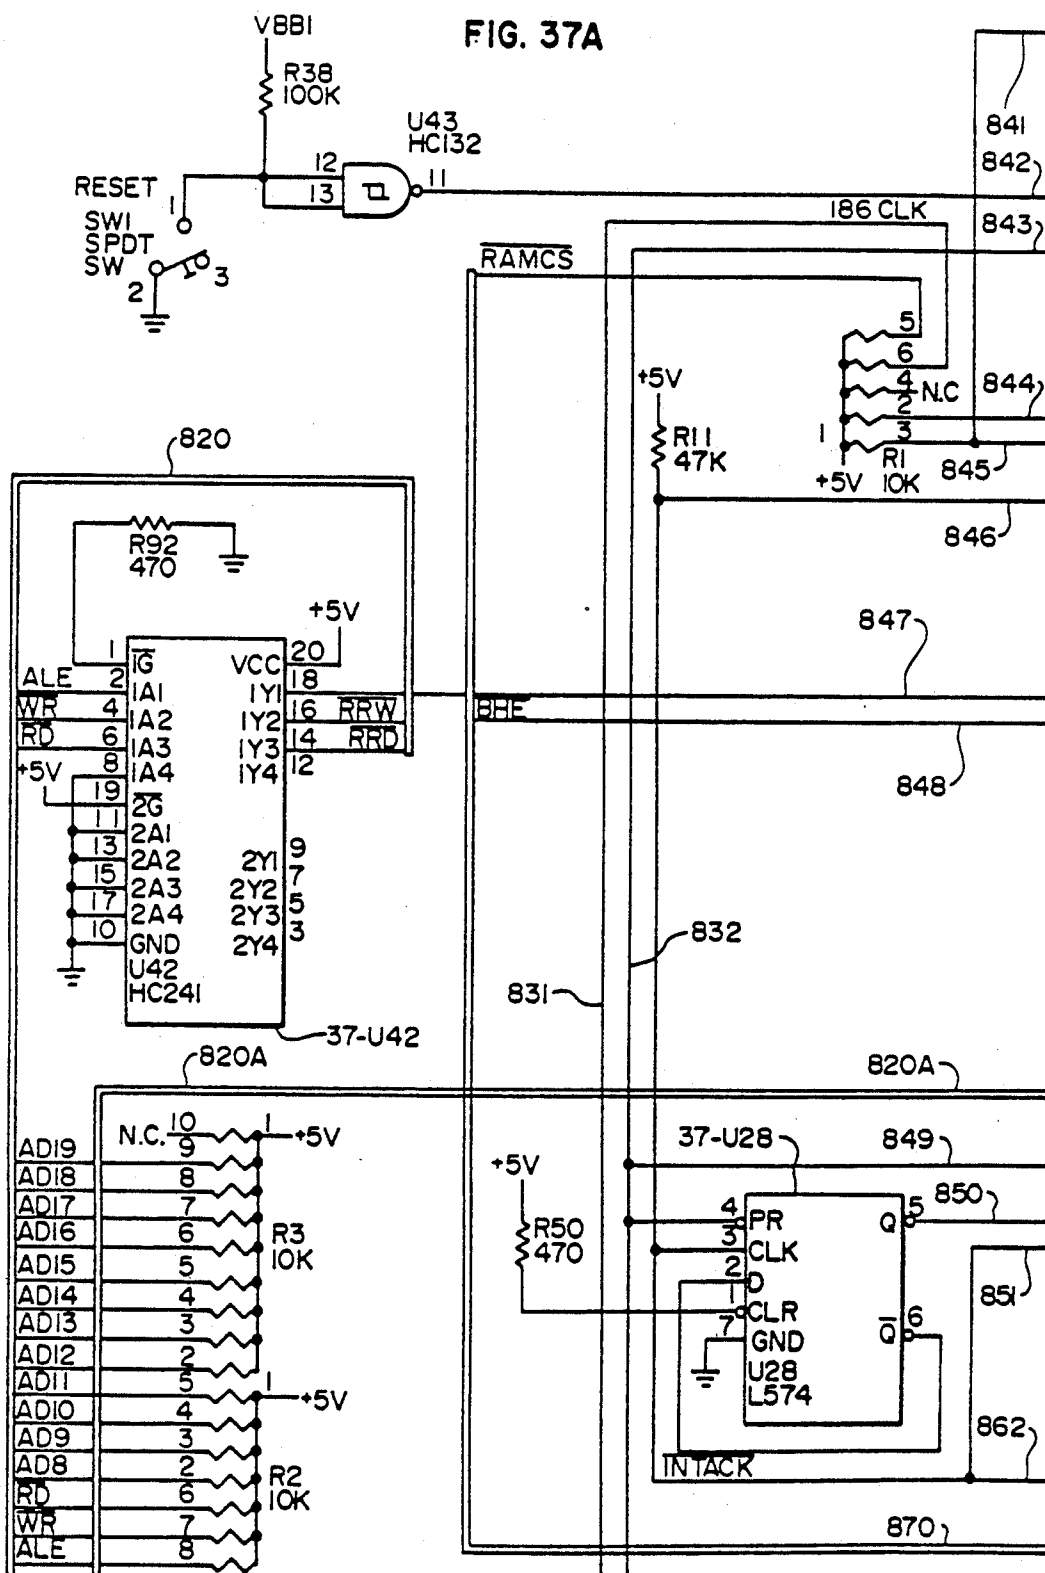 FIG. 37A
VBB1
R38
100K
U43
HC132
12
13
11
RESET
1
SW1
SPDT
SW
2
3
841
842
186 CLK
843
RAMCS
5
6
4
N.C
2
3
1
+5V
R1
10K
844
845
+5V
R11
47K
846
820
R92
470
+5V
847
1
1G
VCC
20
ALE
2
1A1
1Y1
18
WR
4
1A2
1Y2
16
RRW
BHE
RD
6
1A3
1Y3
14
RRD
8
1A4
1Y4
12
+5V
19
2G
848
11
2A1
13
2A2
2Y1
9
15
2A3
2Y2
7
17
2A4
2Y3
5
10
GND
2Y4
3
U42
HC241
37-U42
832
831
820A
820A
N.C.
10
1
+5V
AD19
9
AD18
8
AD17
7
AD16
6
R3
10K
AD15
5
AD14
4
AD13
3
AD12
2
AD11
5
1
+5V
AD10
4
AD9
3
AD8
2
R2
10K
RD
6
WR
7
ALE
8
+5V
R50
470
37-U28
849
850
4
PR
Q
5
3
CLK
2
D
851
1
CLR
Q
6
7
GND
U28
LS74
INTACK
862
870